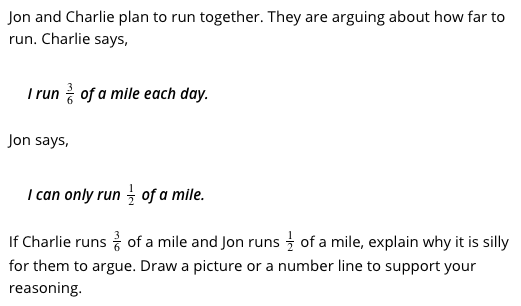 Jon and Charlie plan to run together. They are arguing about how far to
run. Charlie says,
I run 3/6 of a mile each day.
Jon says,
I can only run 1/2 of a mile.
If Charlie runs 3/6 of a mile and Jon runs 1/2 of a mile, explain why it is silly
for them to argue. Draw a picture or a number line to support your
reasoning.